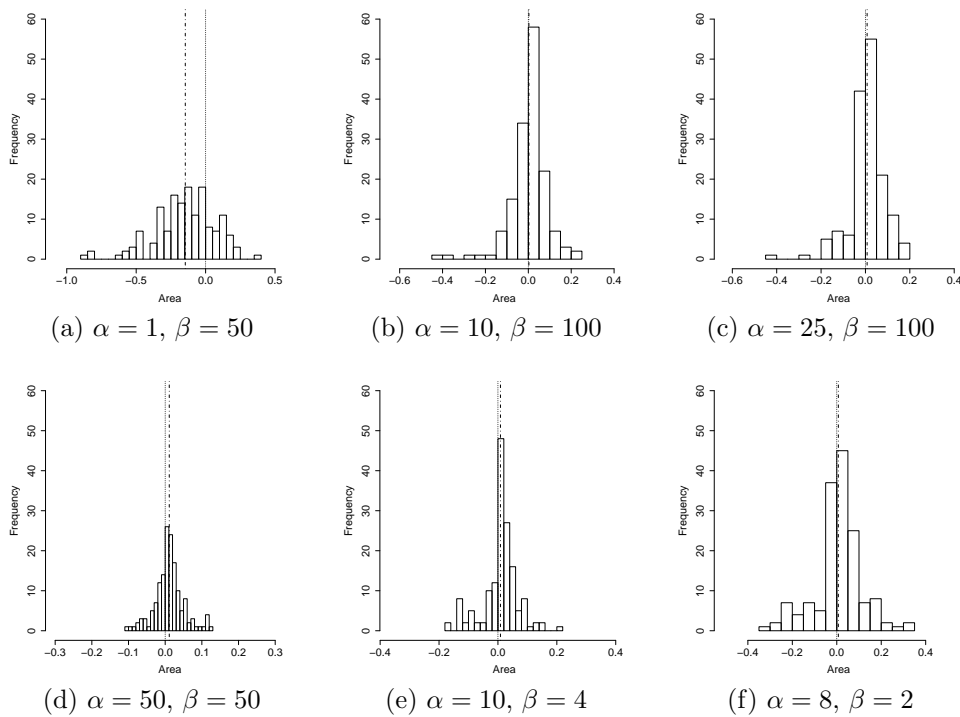 Frequency
0 10 20 30 40 50 60
−1.0 −0.5 0.0 0.5
Area
(a) α = 1, β = 50
Frequency
0 10 20 30 40 50 60
−0.6 −0.4 −0.2 0.0 0.2 0.4
Area
(b) α = 10, β = 100
Frequency
0 10 20 30 40 50 60
−0.6 −0.4 −0.2 0.0 0.2 0.4
Area
(c) α = 25, β = 100
Frequency
0 10 20 30 40 50 60
−0.3 −0.2 −0.1 0.0 0.1 0.2 0.3
Area
(d) α = 50, β = 50
Frequency
0 10 20 30 40 50 60
−0.4 −0.2 0.0 0.2 0.4
Area
(e) α = 10, β = 4
Frequency
0 10 20 30 40 50 60
−0.4 −0.2 0.0 0.2 0.4
Area
(f) α = 8, β = 2